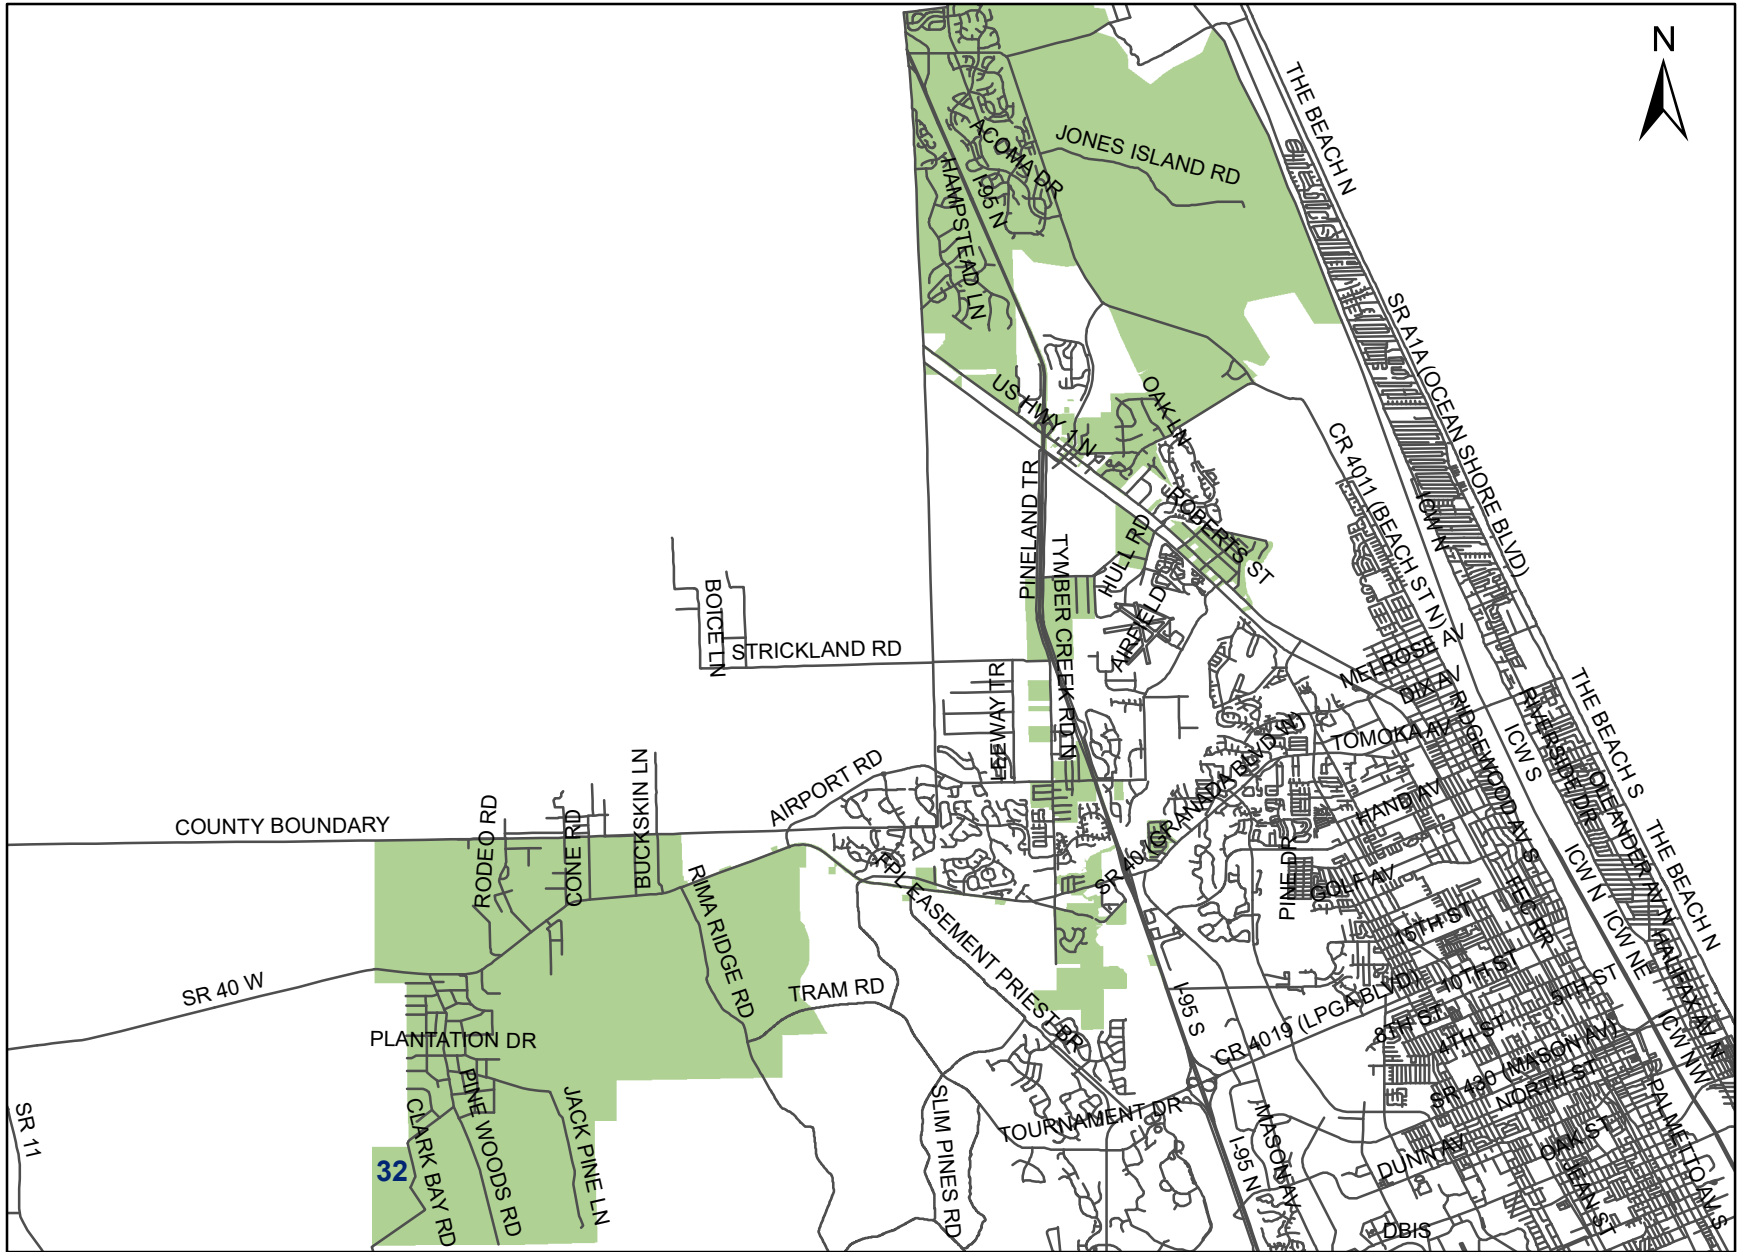 N
THE BEACH N
JONES ISLAND RD
ACOMA DR
I-95 N
HAMPSTEAD LN
SR A1A (OCEAN SHORE BLVD)
US HWY 1 N
OAK LN
CR 4011 (BEACH ST N)
ICW N
PINELAND TR
TYMBER CREEK RD N
HULL RD
ROBERTS ST
AIRFIELD
BOICE LN
STRICKLAND RD
LEEWAY TR
MELROSE AV
DIX AV
RIDGEWOOD AV S
TOMOKA AV
ICW S
RIVERSIDE DR
THE BEACH S
OLEANDER AV N
AIRPORT RD
SR 40 (GRANADA BLVD W)
HAND AV
COUNTY BOUNDARY
RODEO RD
CONE RD
BUCKSKIN LN
RIMA RIDGE RD
FPL EASEMENT PRIEST BR
PINE DR
GOLF AV
FEC RR
ICW N
ICW NE
THE BEACH N
HALIFAX AV N
15TH ST
10TH ST
5TH ST
SR 40 W
TRAM RD
I-95 S
CR 4019 (LPGA BLVD)
8TH ST
4TH ST
SR 430 (MASON AV)
NORTH ST
ICW NW
PALMETTO AV S
PLANTATION DR
PINE WOODS RD
JACK PINE LN
CLARK BAY RD
SLIM PINES RD
TOURNAMENT DR
MASON AV
I-95 N
DUNN AV
OAK ST
JEAN ST
SR 11
32
DBIS